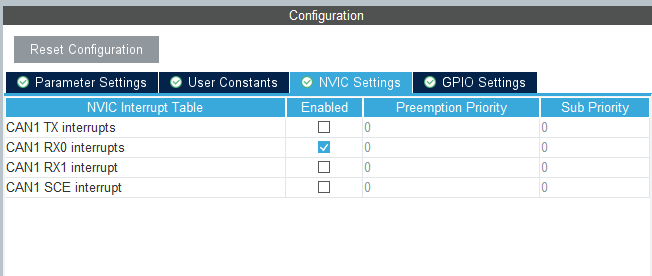 Configuration
Reset Configuration
Parameter Settings User Constants NVIC Settings GPIO Settings
NVIC Interrupt Table Enabled Preemption Priority Sub Priority
CAN1 TX interrupts 0 0
CAN1 RX0 interrupts 0 0
CAN1 RX1 interrupt 0 0
CAN1 SCE interrupt 0 0